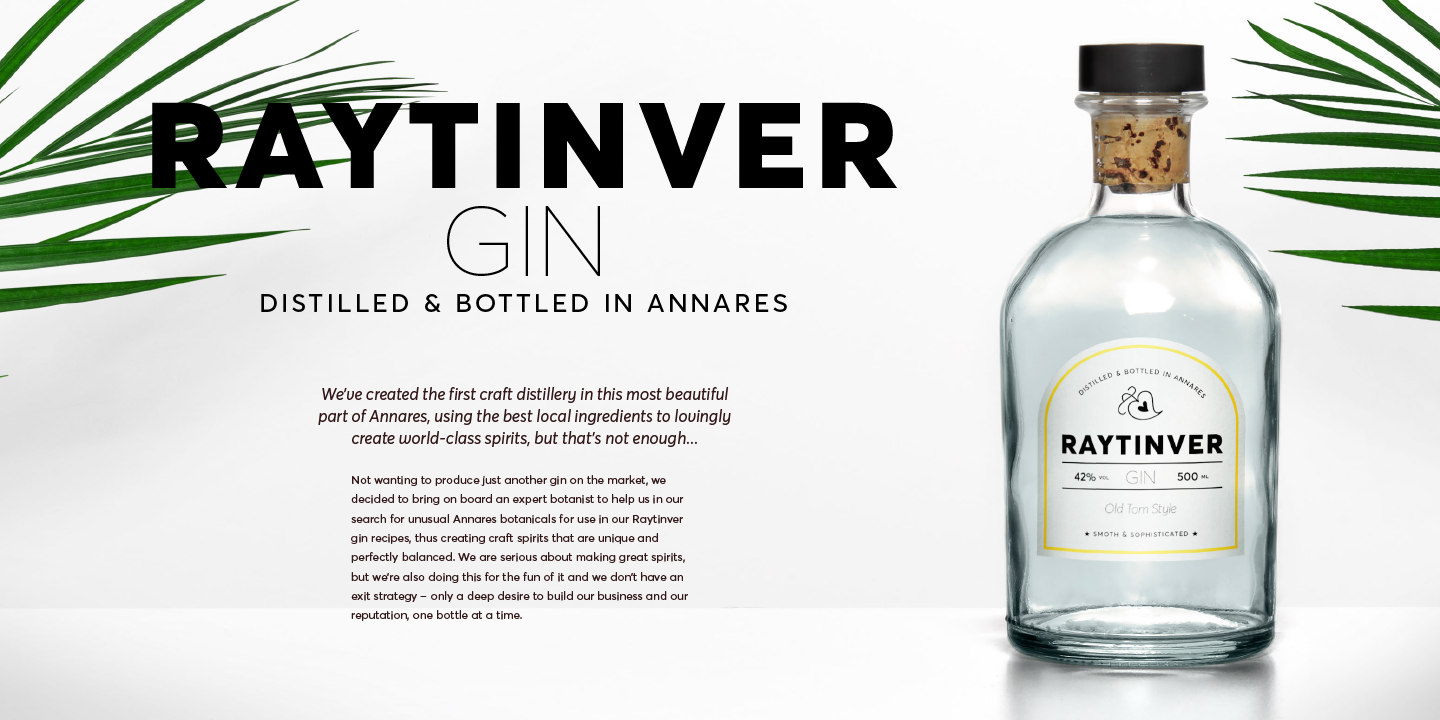 RAYTINVER
GIN
DISTILLED & BOTTLED IN ANNARES
We've created the first craft distillery in this most beautiful
part of Annares, using the best local ingredients to lovingly
create world-class spirits, but that's not enough...
Not wanting to produce just another gin on the market, we
decided to bring on board an expert botanist to help us in our
search for unusual Annares botanicals for use in our Raytinver
gin recipes, thus creating craft spirits that are unique and
perfectly balanced. We are serious about making great spirits,
but we're also doing this for the fun of it and we don't have an
exit strategy – only a deep desire to build our business and our
reputation, one bottle at a time.
DISTILLED & BOTTLED IN ANNARES
RAYTINVER
42% VOL GIN 500 ML
Old Tom Style
★ SMOTH & SOPHISTICATED ★